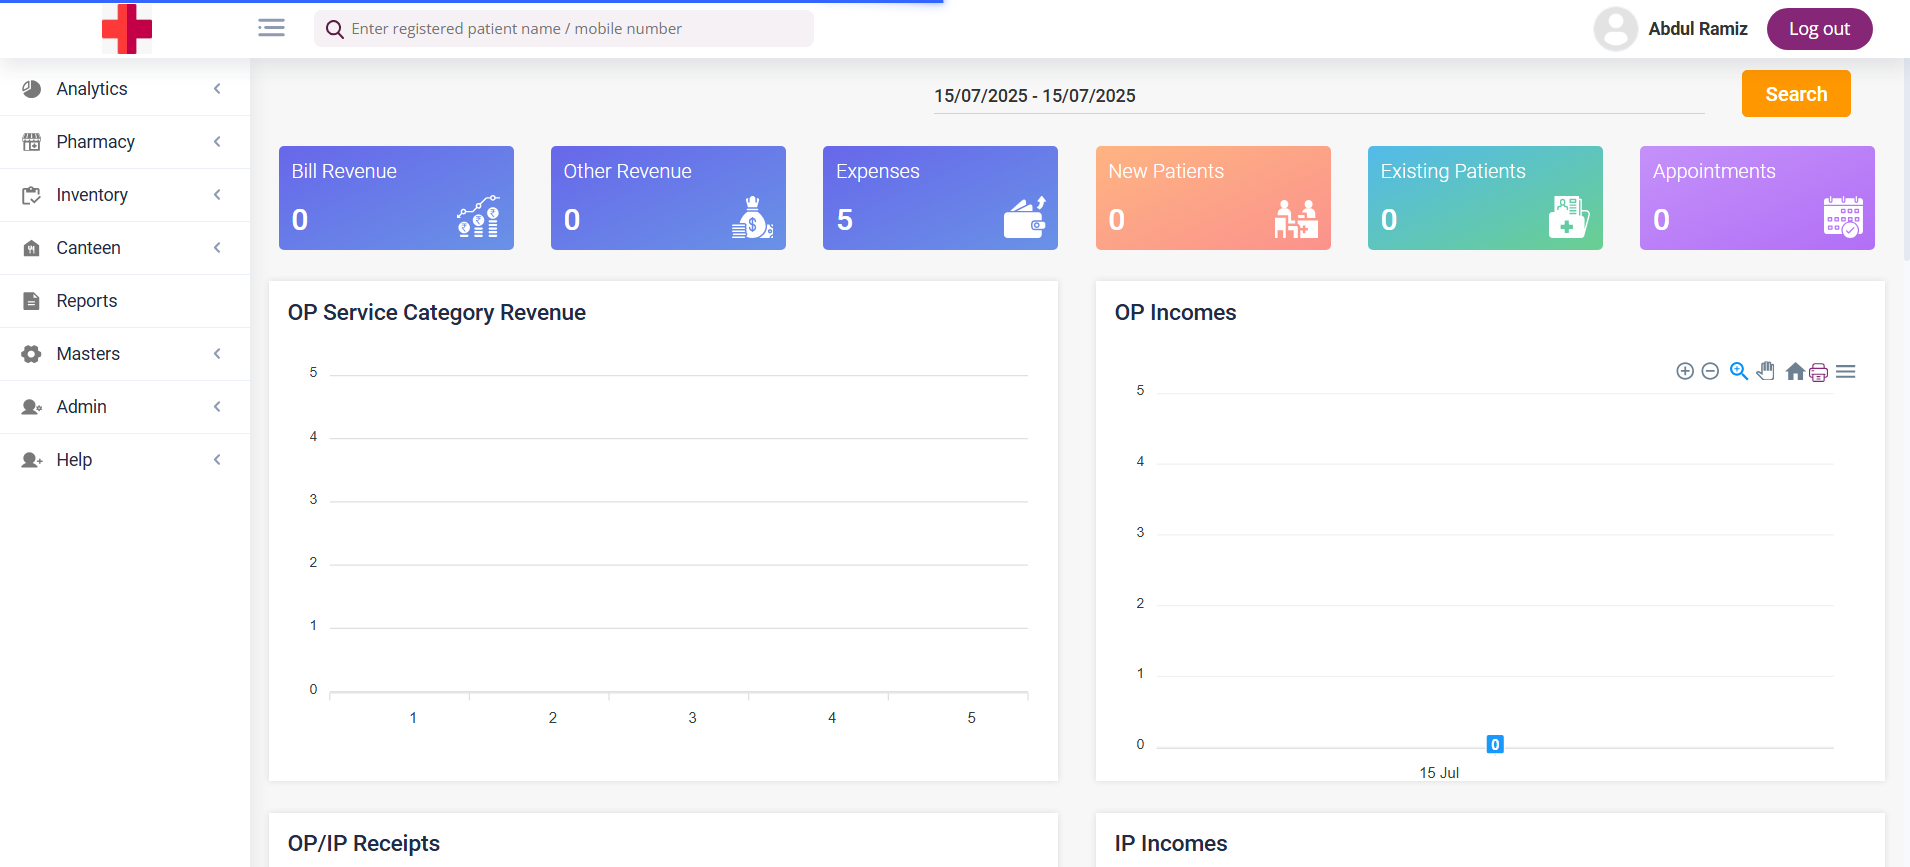 Enter registered patient name / mobile number
Abdul Ramiz
Log out
Analytics
Pharmacy
Inventory
Canteen
Reports
Masters
Admin
Help
15/07/2025 - 15/07/2025
Search
Bill Revenue
0
Other Revenue
0
Expenses
5
New Patients
0
Existing Patients
0
Appointments
0
OP Service Category Revenue
5
4
3
2
1
0
1 2 3 4 5
OP Incomes
5
4
3
2
1
0
0
15 Jul
OP/IP Receipts
IP Incomes